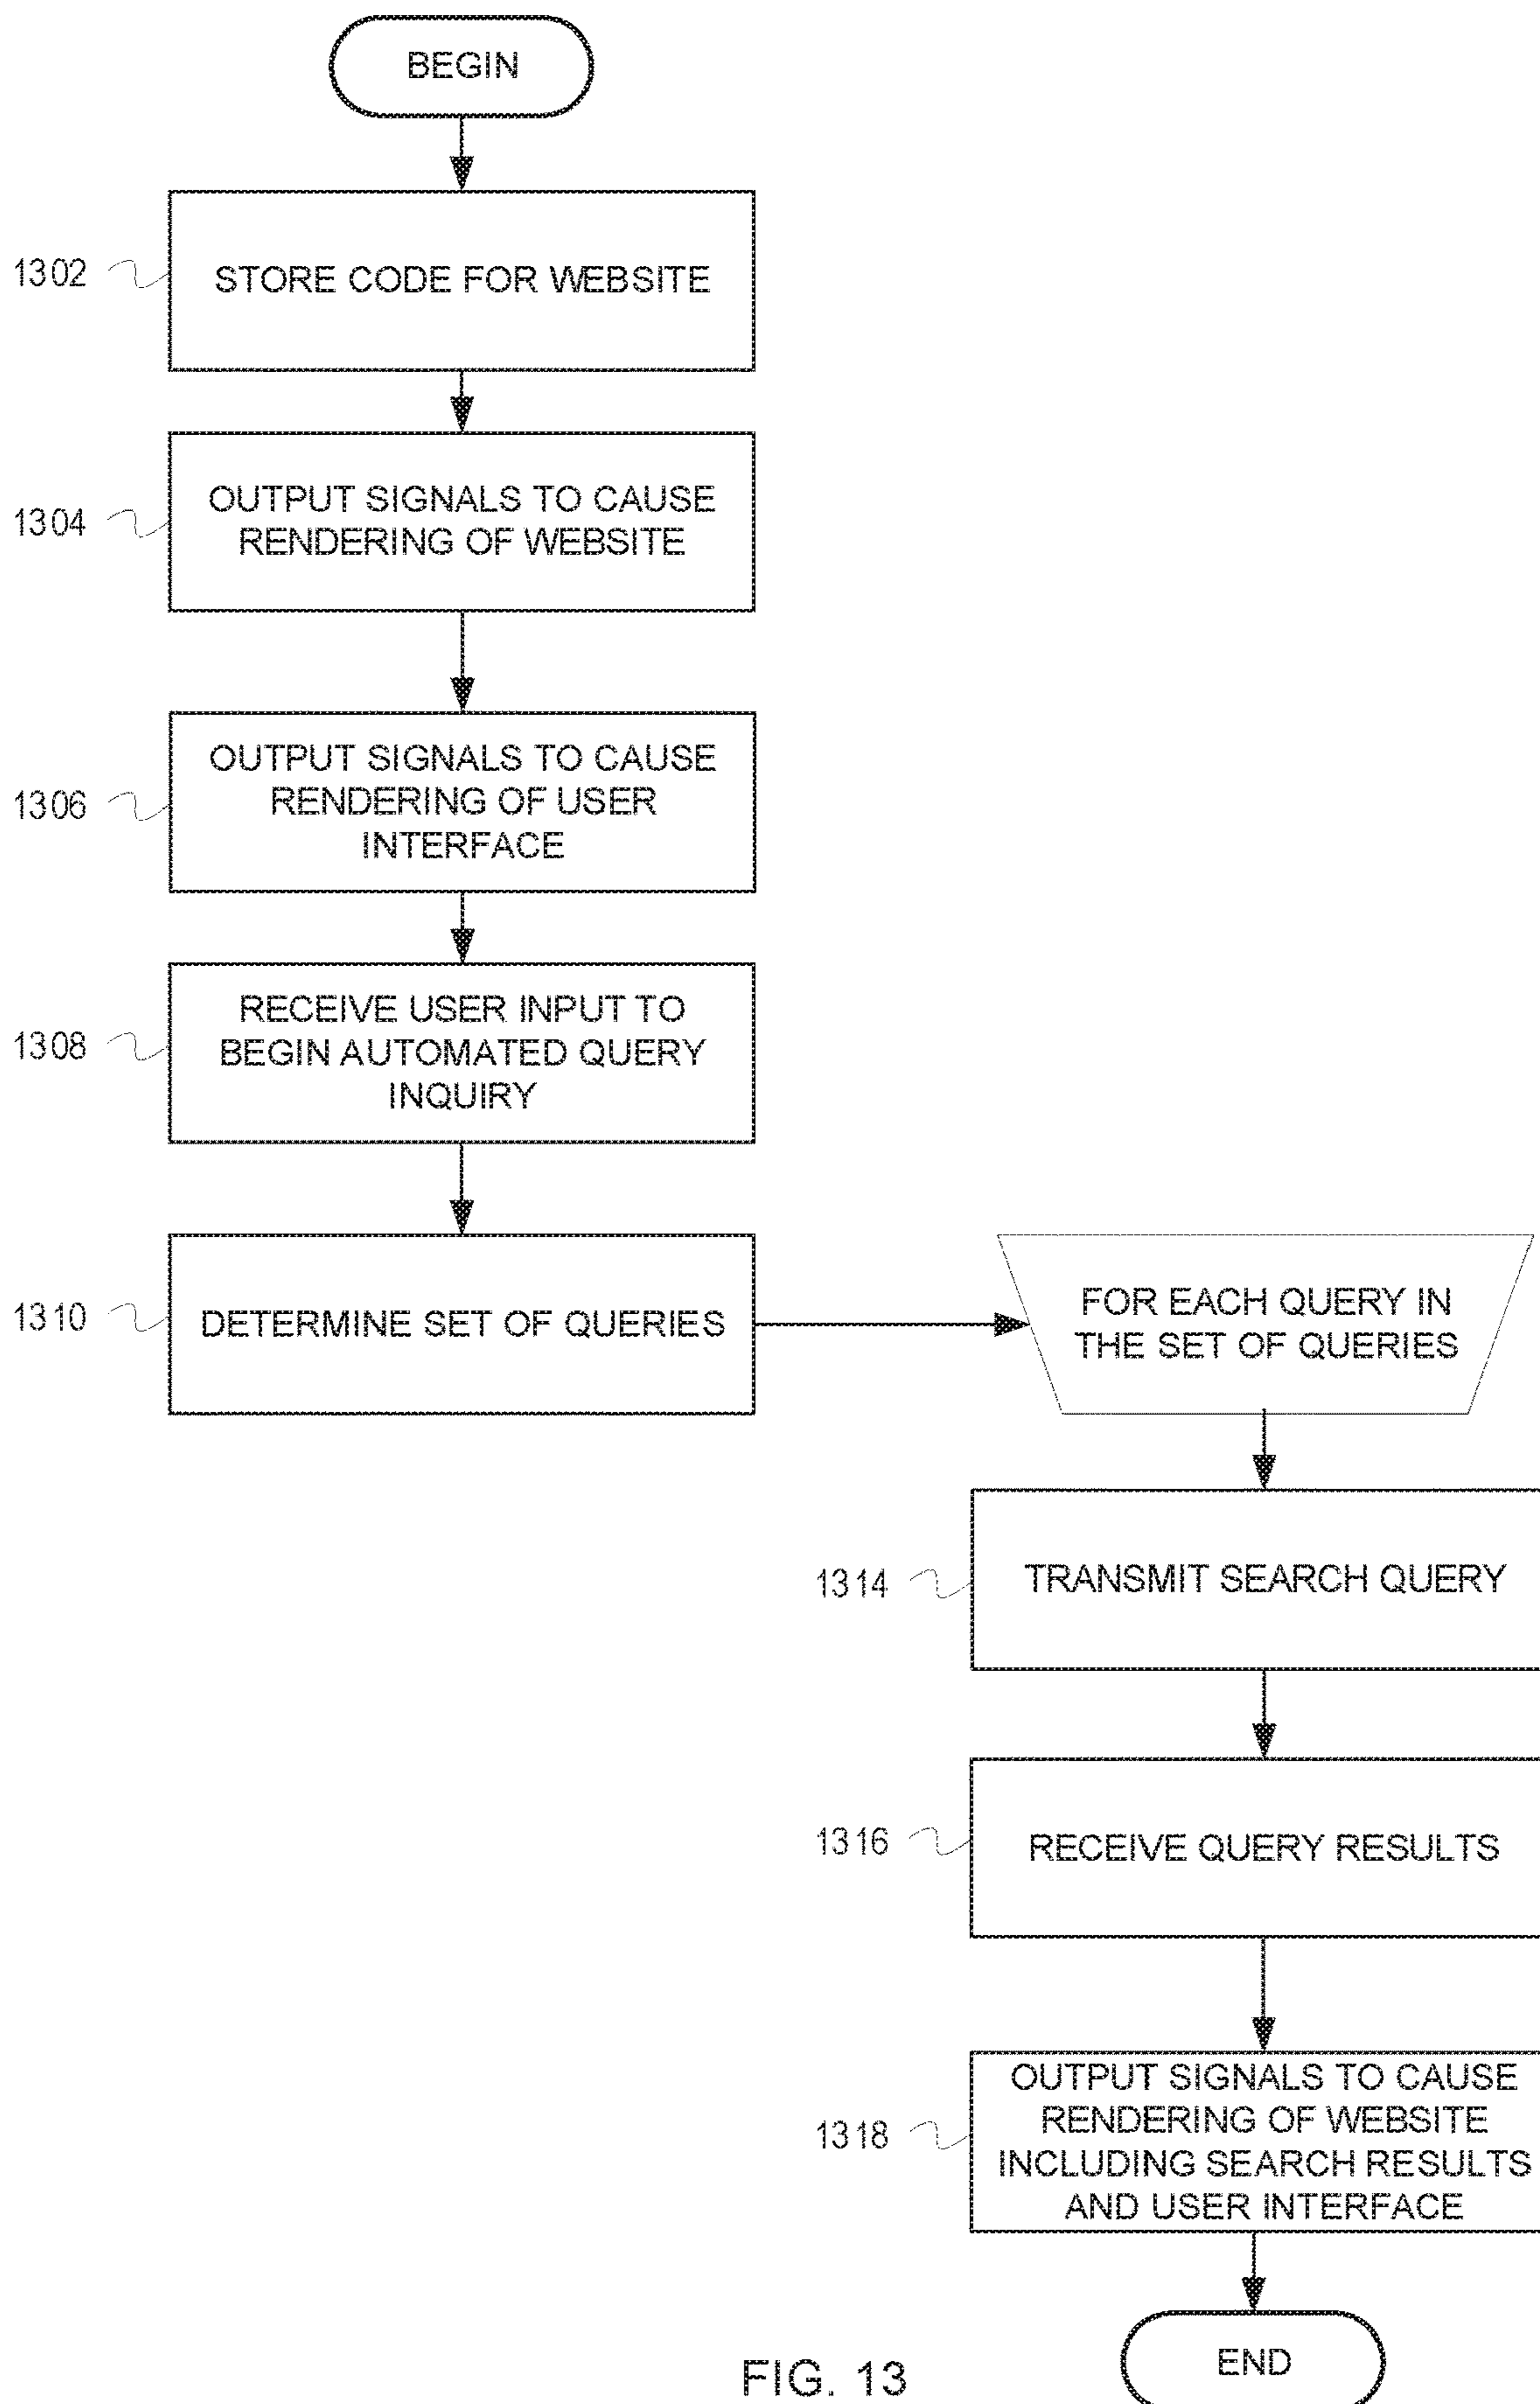 BEGIN
1302
STORE CODE FOR WEBSITE
1304
OUTPUT SIGNALS TO CAUSE
RENDERING OF WEBSITE
1306
OUTPUT SIGNALS TO CAUSE
RENDERING OF USER
INTERFACE
1308
RECEIVE USER INPUT TO
BEGIN AUTOMATED QUERY
INQUIRY
1310
DETERMINE SET OF QUERIES
FOR EACH QUERY IN
THE SET OF QUERIES
1314
TRANSMIT SEARCH QUERY
1316
RECEIVE QUERY RESULTS
1318
OUTPUT SIGNALS TO CAUSE
RENDERING OF WEBSITE
INCLUDING SEARCH RESULTS
AND USER INTERFACE
END
FIG. 13